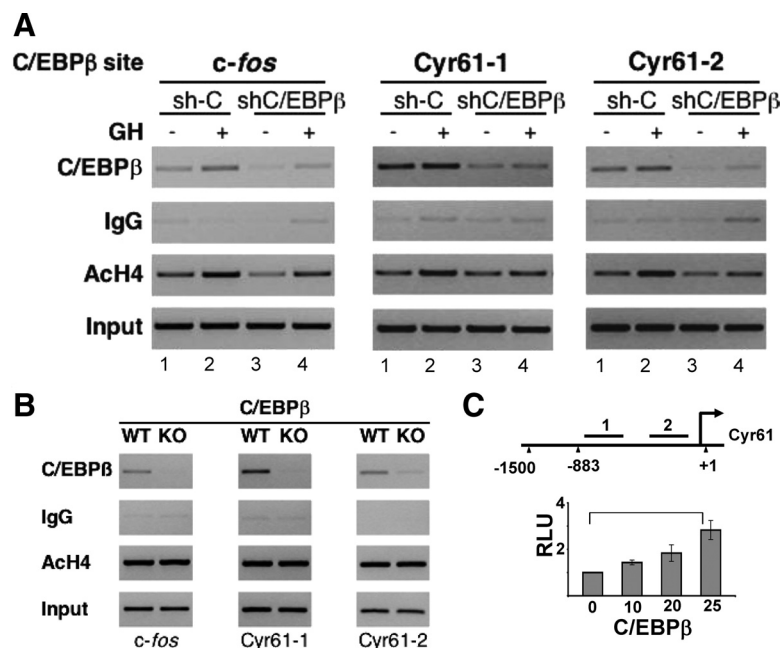 A
C/EBPβ site c-fos Cyr61-1 Cyr61-2
sh-C shC/EBPβ sh-C shC/EBPβ sh-C shC/EBPβ
GH - + - + - + - + - + - +
C/EBPβ
IgG
AcH4
Input
1 2 3 4 1 2 3 4 1 2 3 4
B
C/EBPβ
WT KO WT KO WT KO
C/EBPß
IgG
AcH4
Input
c-fos Cyr61-1 Cyr61-2
C
1 2
Cyr61
-1500 -883 +1
4
2
RLU
0 10 20 25
C/EBPβ